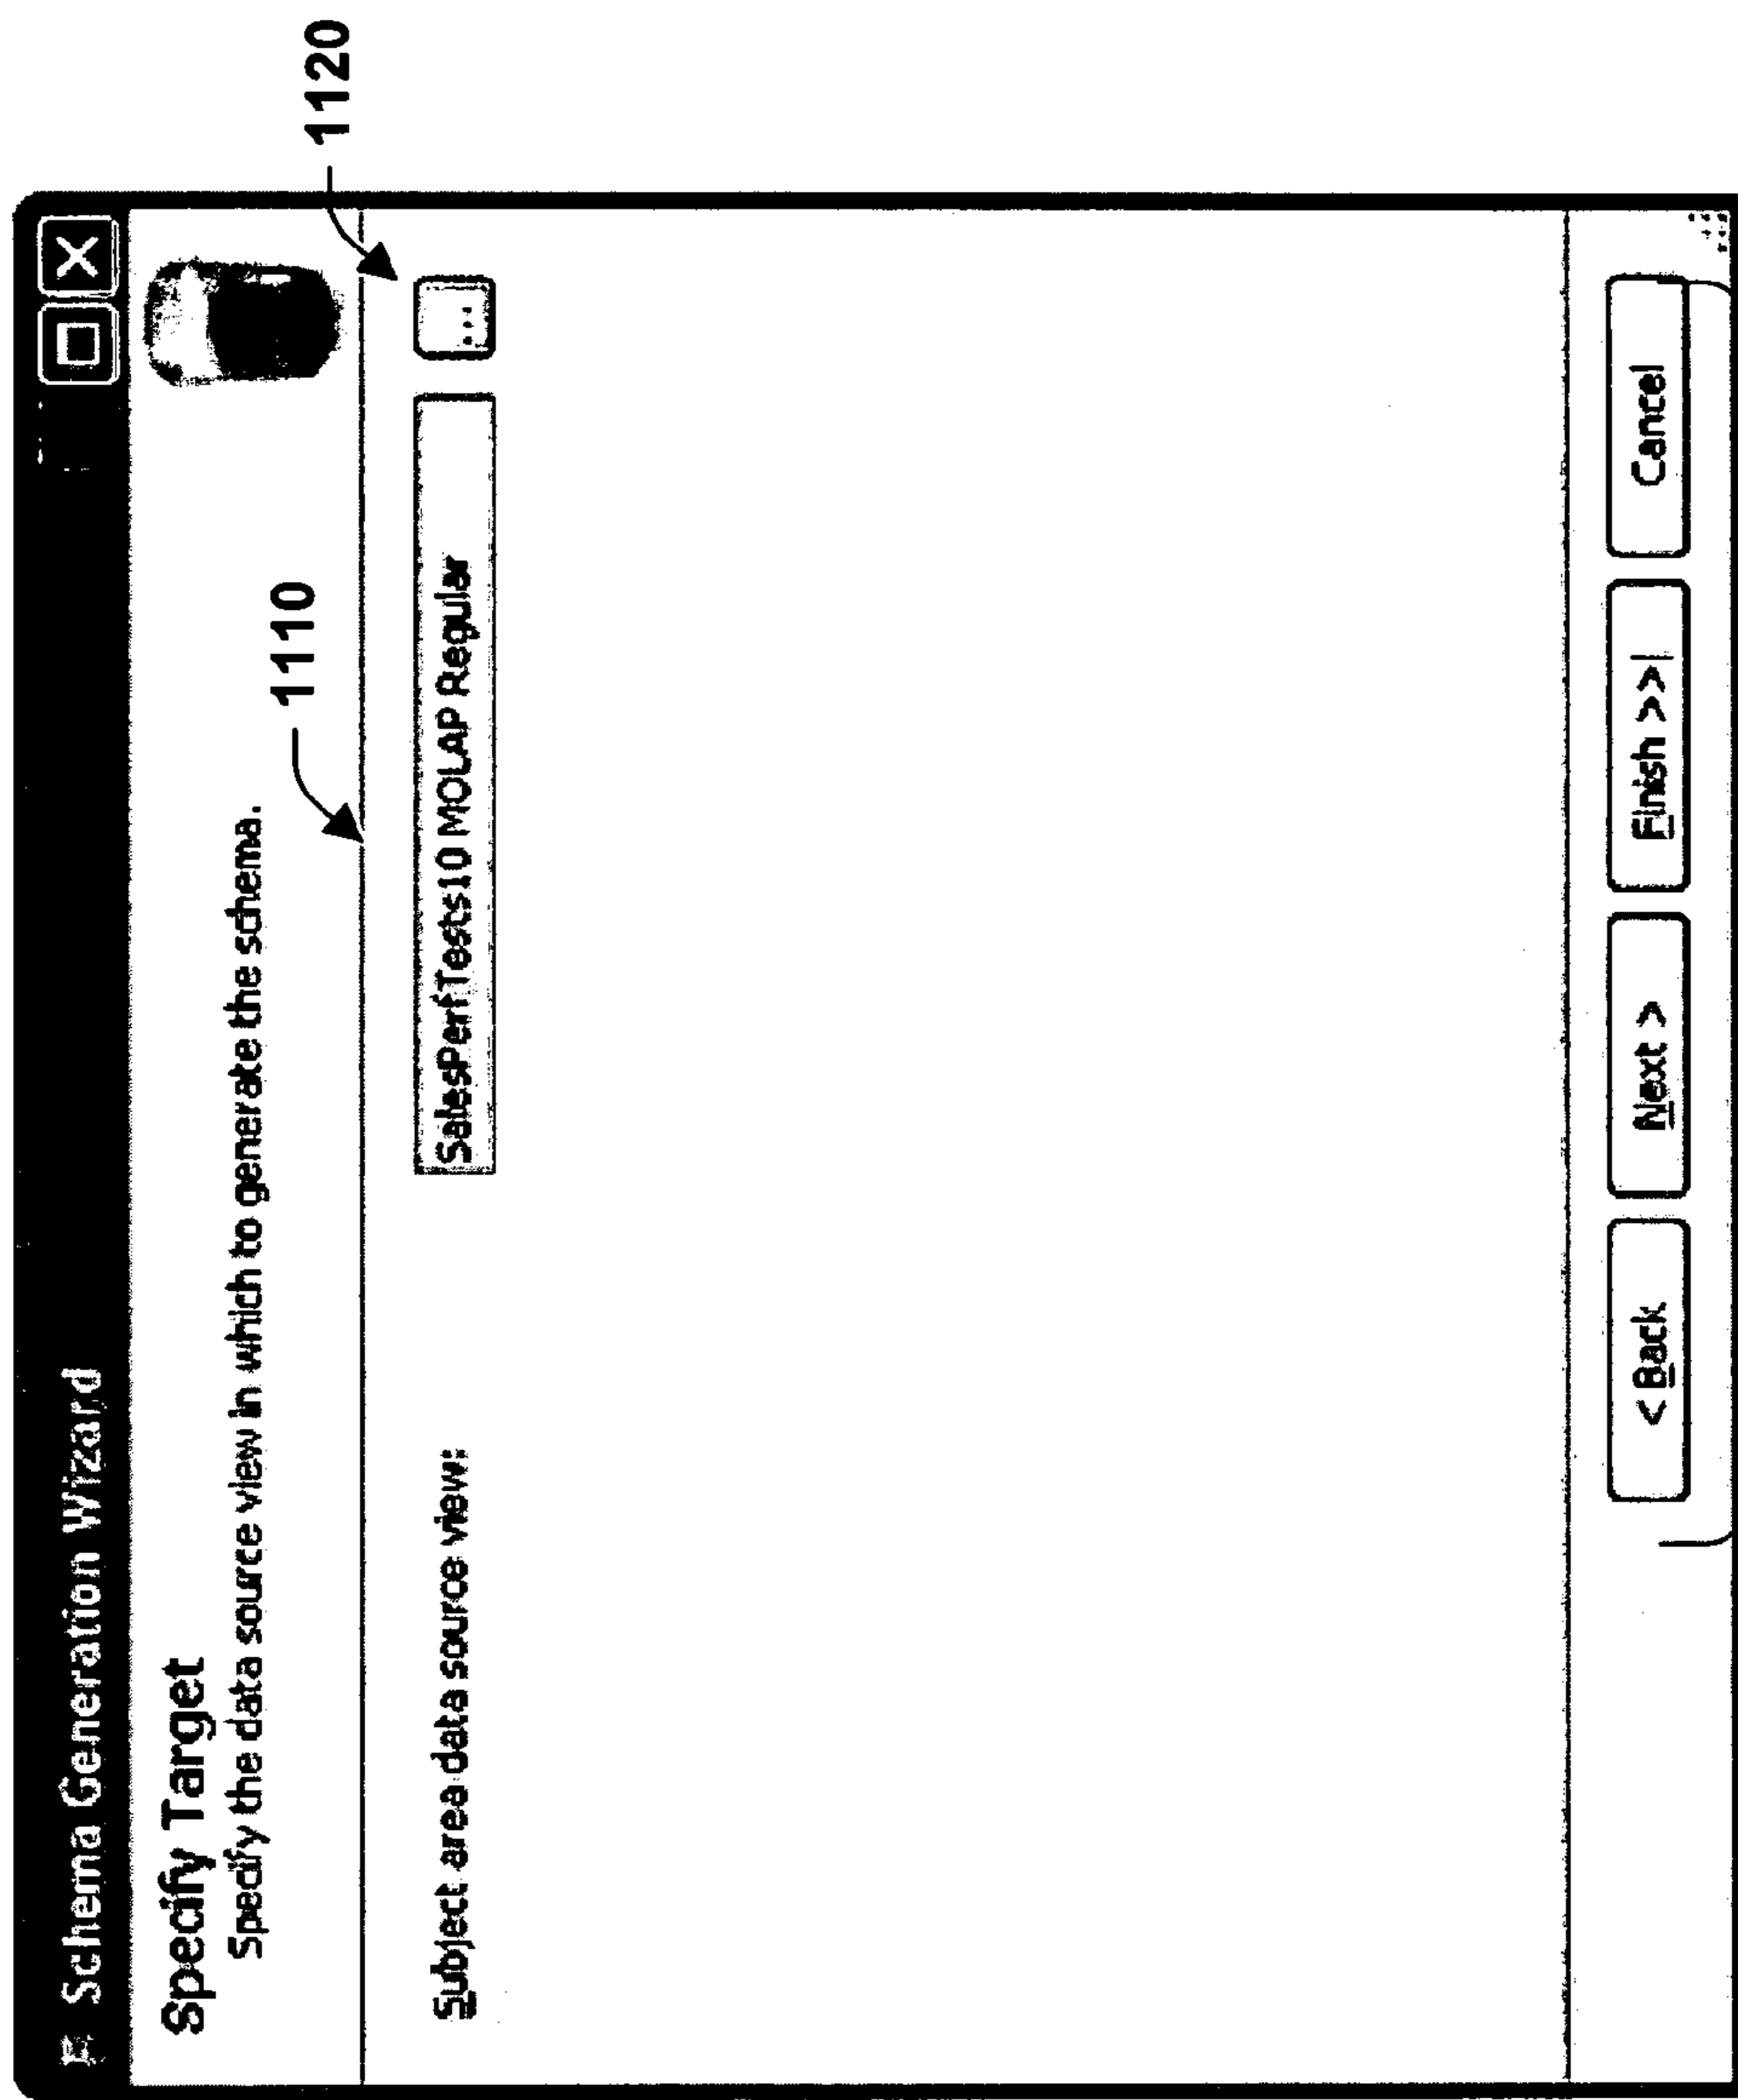 1120
Schema Generation Wizard
Specify Target
Specify the data source view in which to generate the schema.
1110
Subject area data source view:
SalesPerfTests10 MOLAP Regular
...
< Back
Next >
Finish >>|
Cancel